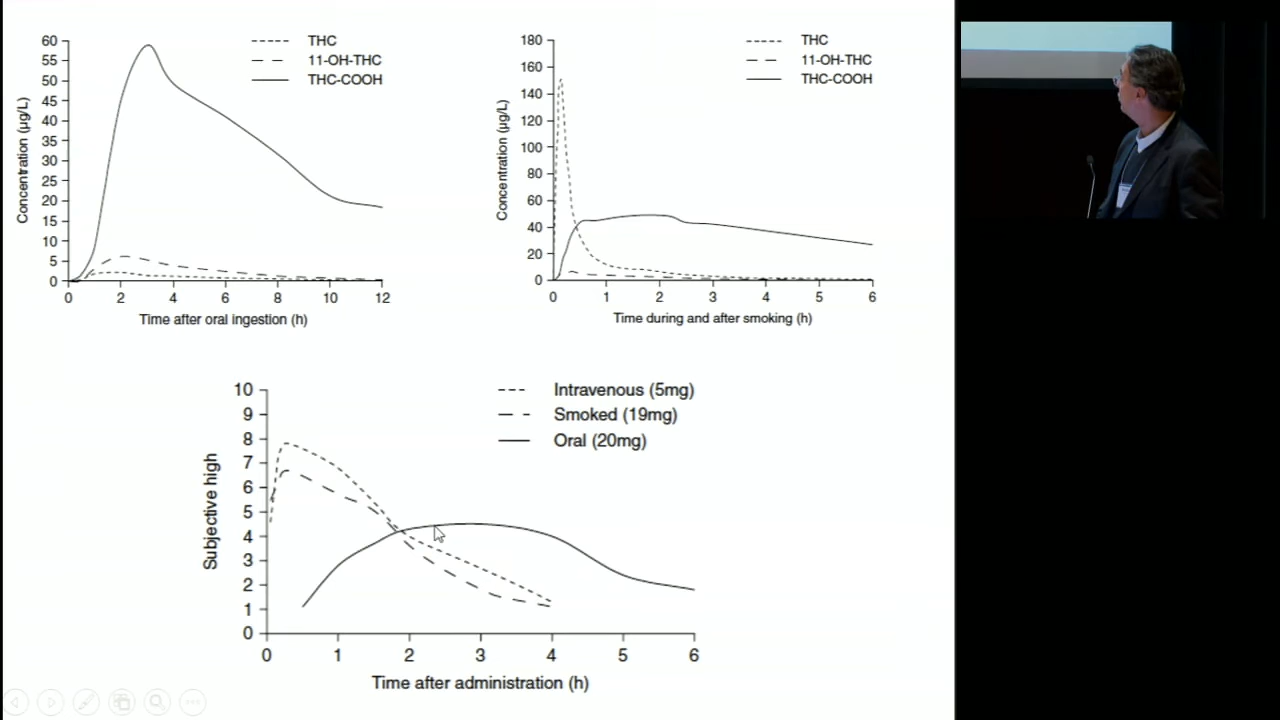 60
55
50
45
40
35
30
25
20
15
10
5
0
Concentration (µg/L)
THC
11-OH-THC
THC-COOH
0 2 4 6 8 10 12
Time after oral ingestion (h)
180
160
140
120
100
80
60
40
20
0
Concentration (µg/L)
THC
11-OH-THC
THC-COOH
0 1 2 3 4 5 6
Time during and after smoking (h)
10
9
8
7
6
5
4
3
2
1
0
Subjective high
Intravenous (5mg)
Smoked (19mg)
Oral (20mg)
0 1 2 3 4 5 6
Time after administration (h)